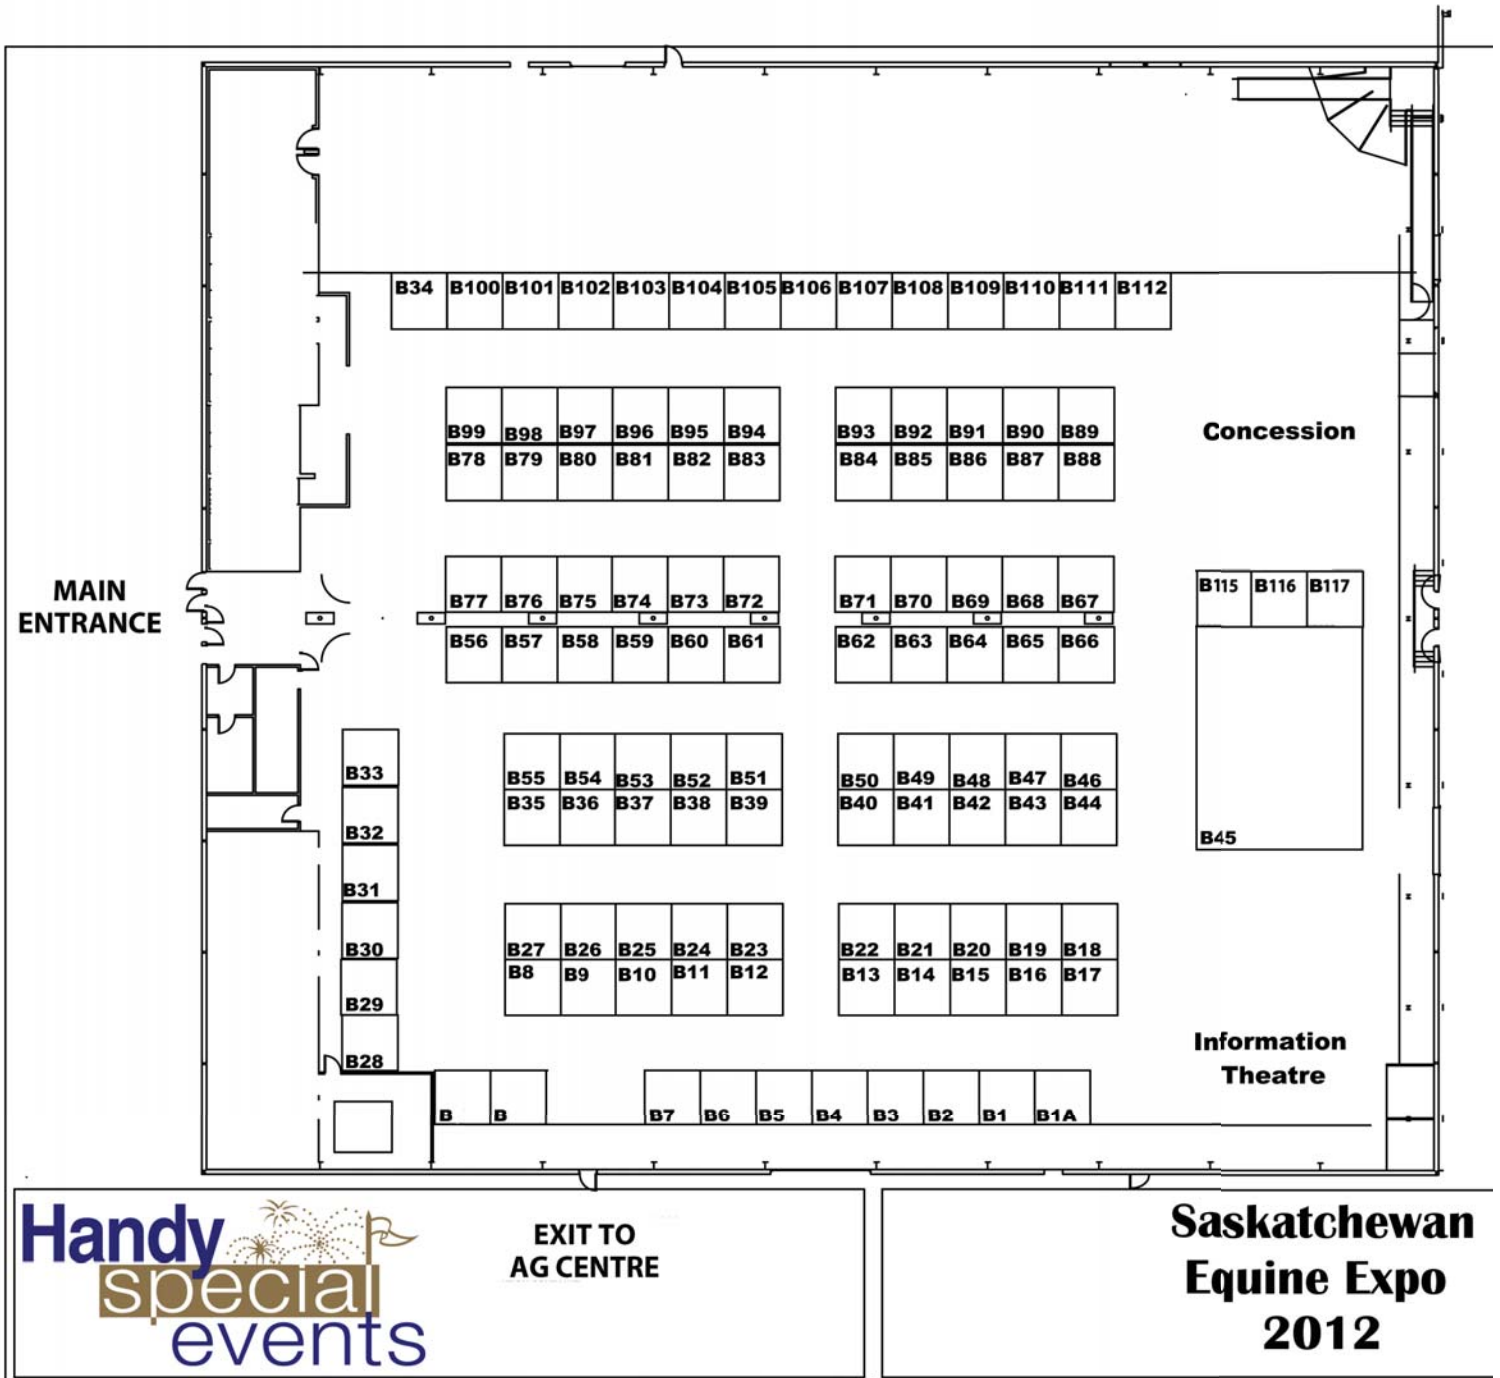 B34 B100 B101 B102 B103 B104 B105 B106 B107 B108 B109 B110 B111 B112
B99 B98 B97 B96 B95 B94 B93 B92 B91 B90 B89
Concession
B78 B79 B80 B81 B82 B83 B84 B85 B86 B87 B88
MAIN
ENTRANCE
B115 B116 B117
B77 B76 B75 B74 B73 B72 B71 B70 B69 B68 B67
B56 B57 B58 B59 B60 B61 B62 B63 B64 B65 B66
B33
B55 B54 B53 B52 B51 B50 B49 B48 B47 B46
B35 B36 B37 B38 B39 B40 B41 B42 B43 B44
B32
B45
B31
B30
B27 B26 B25 B24 B23 B22 B21 B20 B19 B18
B8 B9 B10 B11 B12 B13 B14 B15 B16 B17
B29
Information
Theatre
B28
B B B7 B6 B5 B4 B3 B2 B1 B1A
Handy
special
events
EXIT TO
AG CENTRE
Saskatchewan
Equine Expo
2012